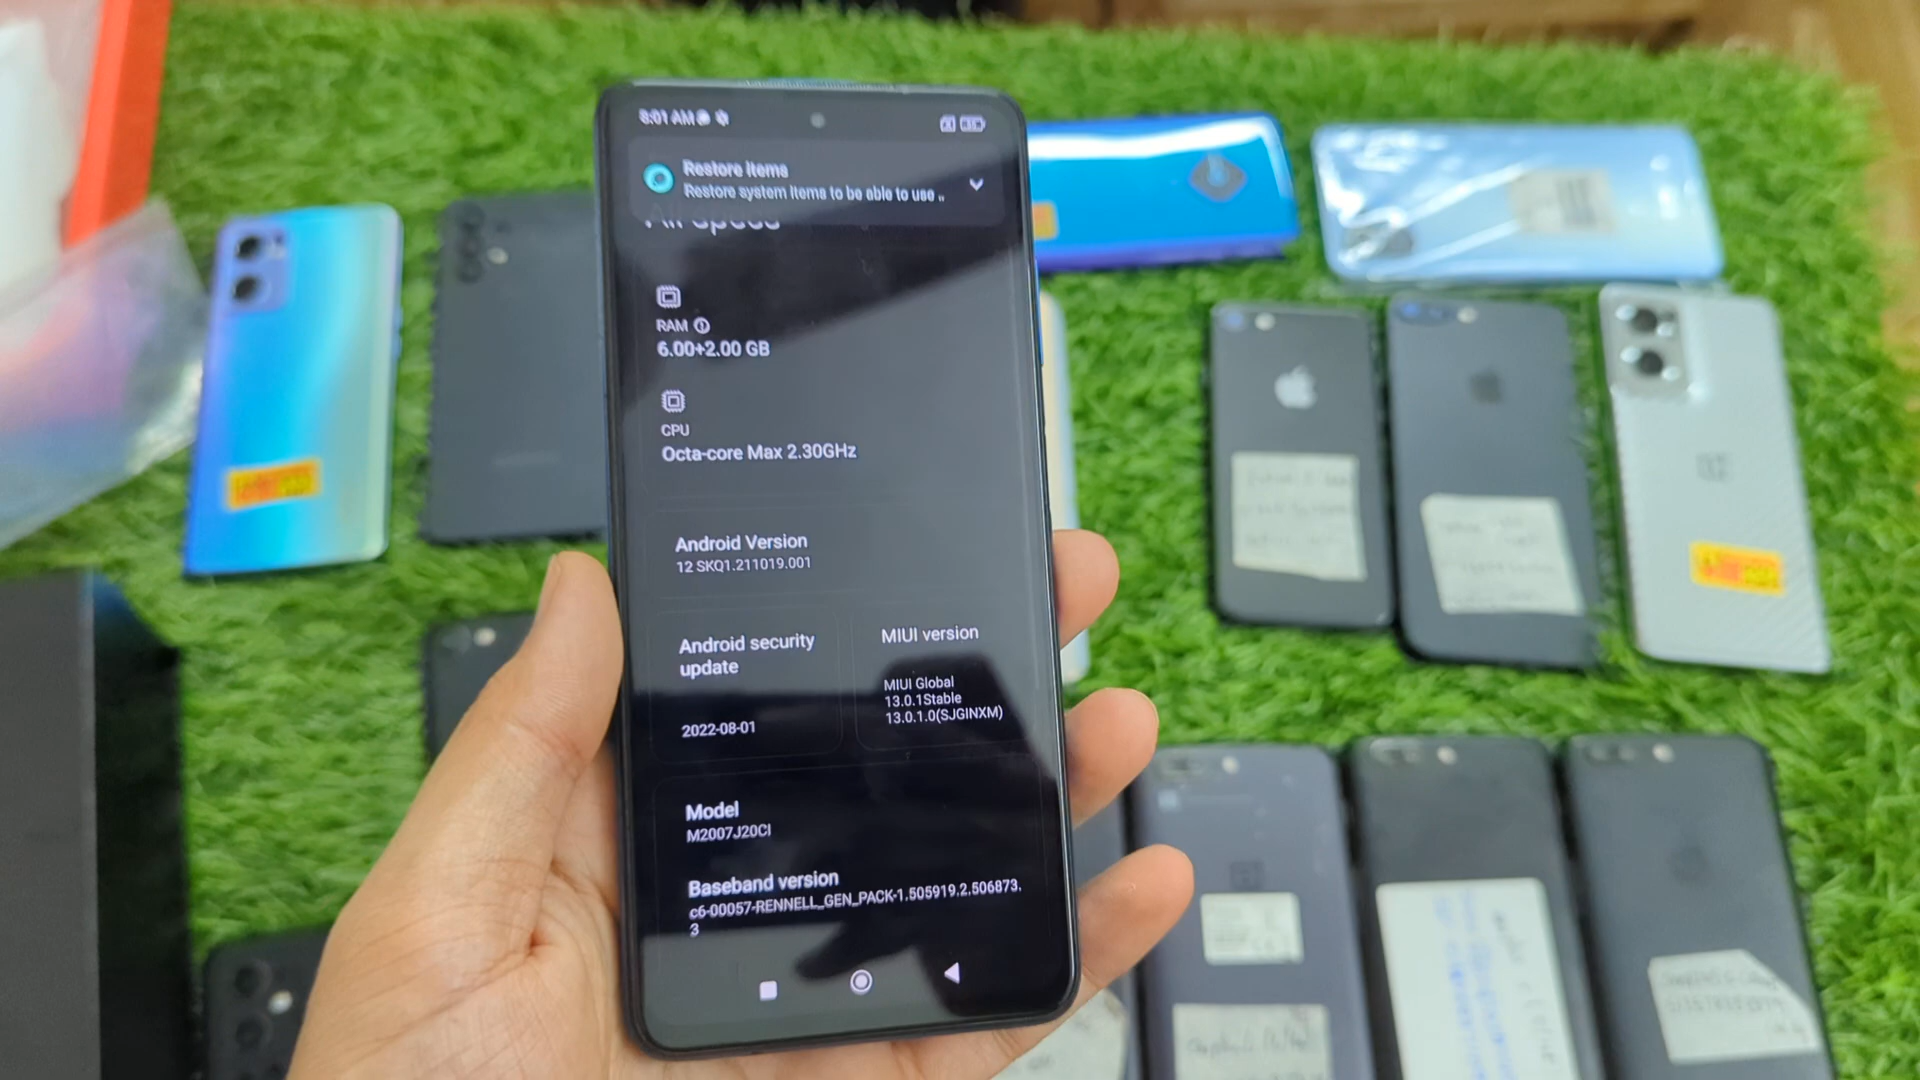 8:01 AM
Restore items
Restore system items to be able to use ..
All specs
RAM
6.00+2.00 GB
CPU
Octa-core Max 2.30GHz
Android Version
12 SKQ1.211019.001
Android security
update
2022-08-01
MIUI version
MIUI Global
13.0.1Stable
13.0.1.0(SJGINXM)
Model
M2007J20CI
Baseband version
c6-00057-RENNELL_GEN_PACK-1.505919.2.506873.
3